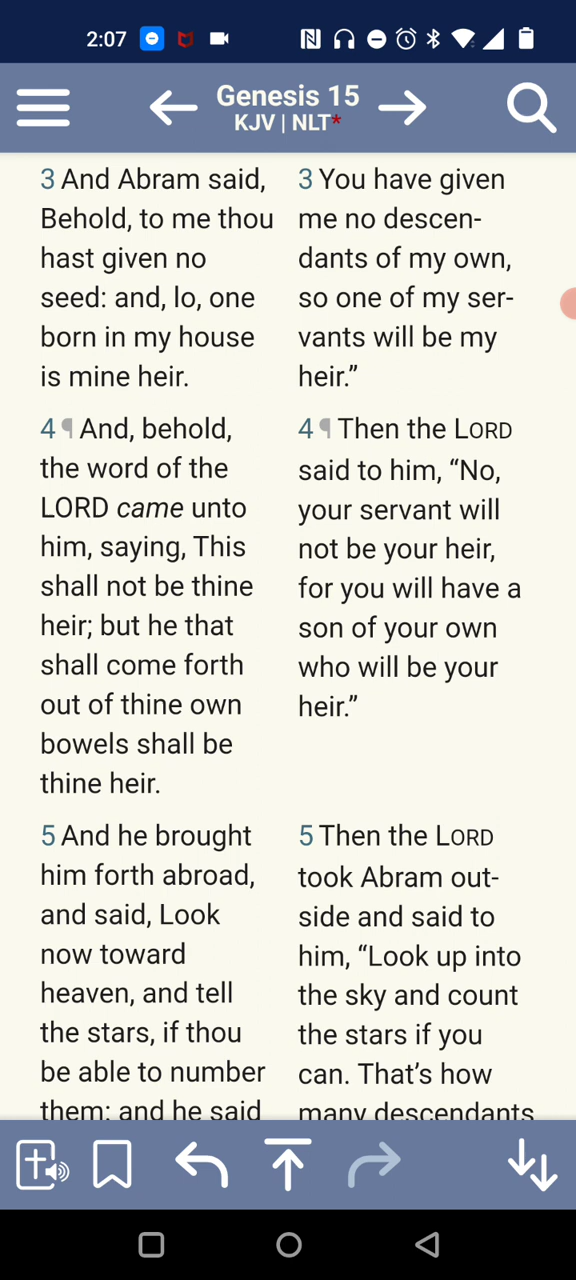 2:07
Genesis 15
KJV | NLT*
3 And Abram said,
Behold, to me thou
hast given no
seed: and, lo, one
born in my house
is mine heir.
4 ¶ And, behold,
the word of the
LORD came unto
him, saying, This
shall not be thine
heir; but he that
shall come forth
out of thine own
bowels shall be
thine heir.
5 And he brought
him forth abroad,
and said, Look
now toward
heaven, and tell
the stars, if thou
be able to number
them: and he said
3 You have given
me no descen-
dants of my own,
so one of my ser-
vants will be my
heir.”
4 ¶ Then the LORD
said to him, “No,
your servant will
not be your heir,
for you will have a
son of your own
who will be your
heir.”
5 Then the LORD
took Abram out-
side and said to
him, “Look up into
the sky and count
the stars if you
can. That’s how
many descendants